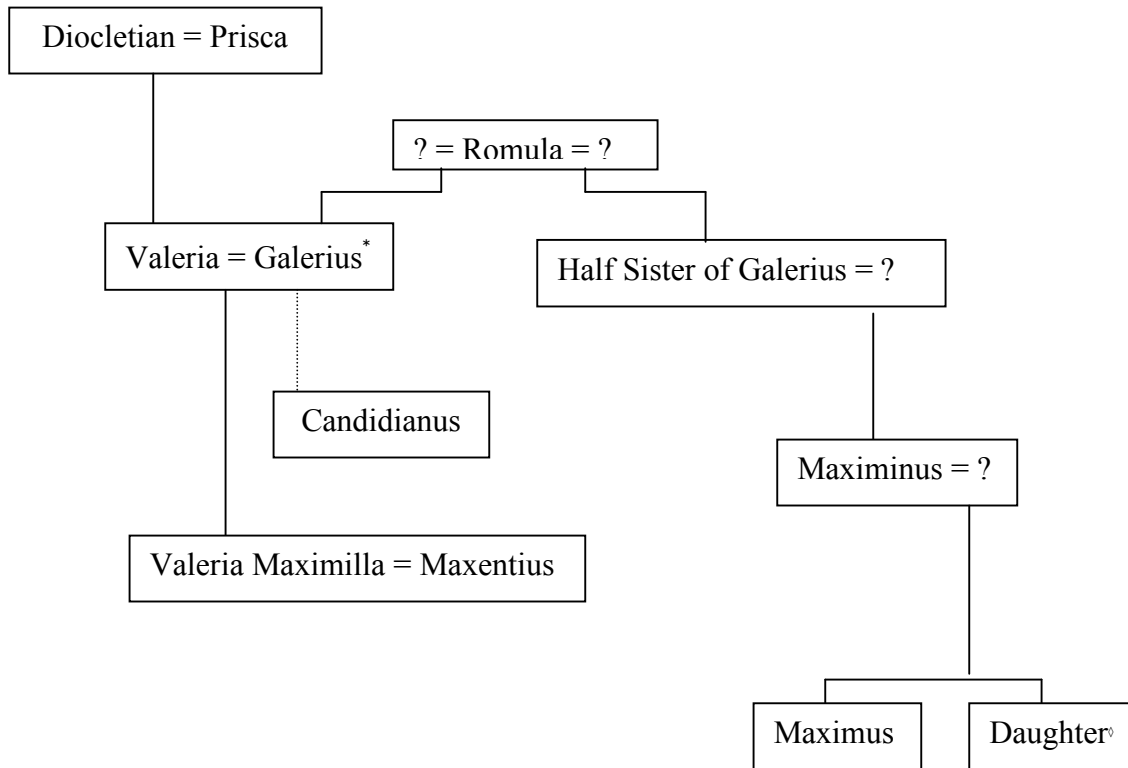 Diocletian = Prisca
? = Romula = ?
Valeria = Galerius*
Half Sister of Galerius = ?
Candidianus
Maximinus = ?
Valeria Maximilla = Maxentius
Maximus
Daughter◊